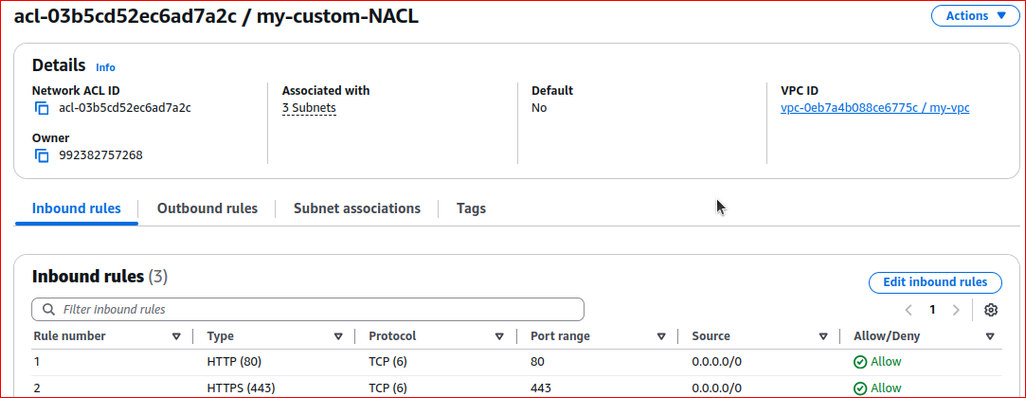 acl-03b5cd52ec6ad7a2c / my-custom-NACL
Actions
Details Info
Network ACL ID
acl-03b5cd52ec6ad7a2c
Associated with
3 Subnets
Default
No
VPC ID
vpc-0eb7a4b088ce6775c / my-vpc
Owner
992382757268
Inbound rules Outbound rules Subnet associations Tags
Inbound rules (3)
Edit inbound rules
Filter inbound rules
1
Rule number Type Protocol Port range Source Allow/Deny
1 HTTP (80) TCP (6) 80 0.0.0.0/0 Allow
2 HTTPS (443) TCP (6) 443 0.0.0.0/0 Allow